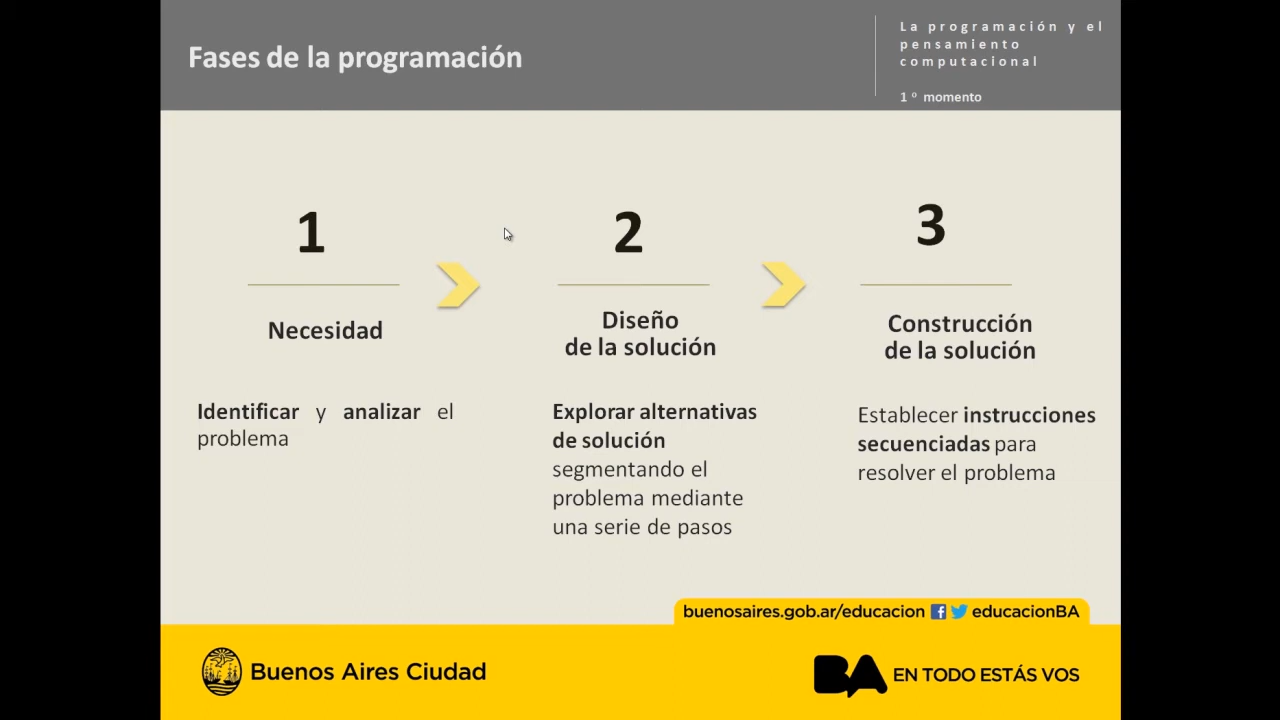 Fases de la programación
La programación y el
pensamiento
computacional
1 º momento
1
Necesidad
Identificar y analizar el
problema
2
Diseño
de la solución
Explorar alternativas
de solución
segmentando el
problema mediante
una serie de pasos
3
Construcción
de la solución
Establecer instrucciones
secuenciadas para
resolver el problema
buenosaires.gob.ar/educacion educacionBA
Buenos Aires Ciudad
BA EN TODO ESTÁS VOS